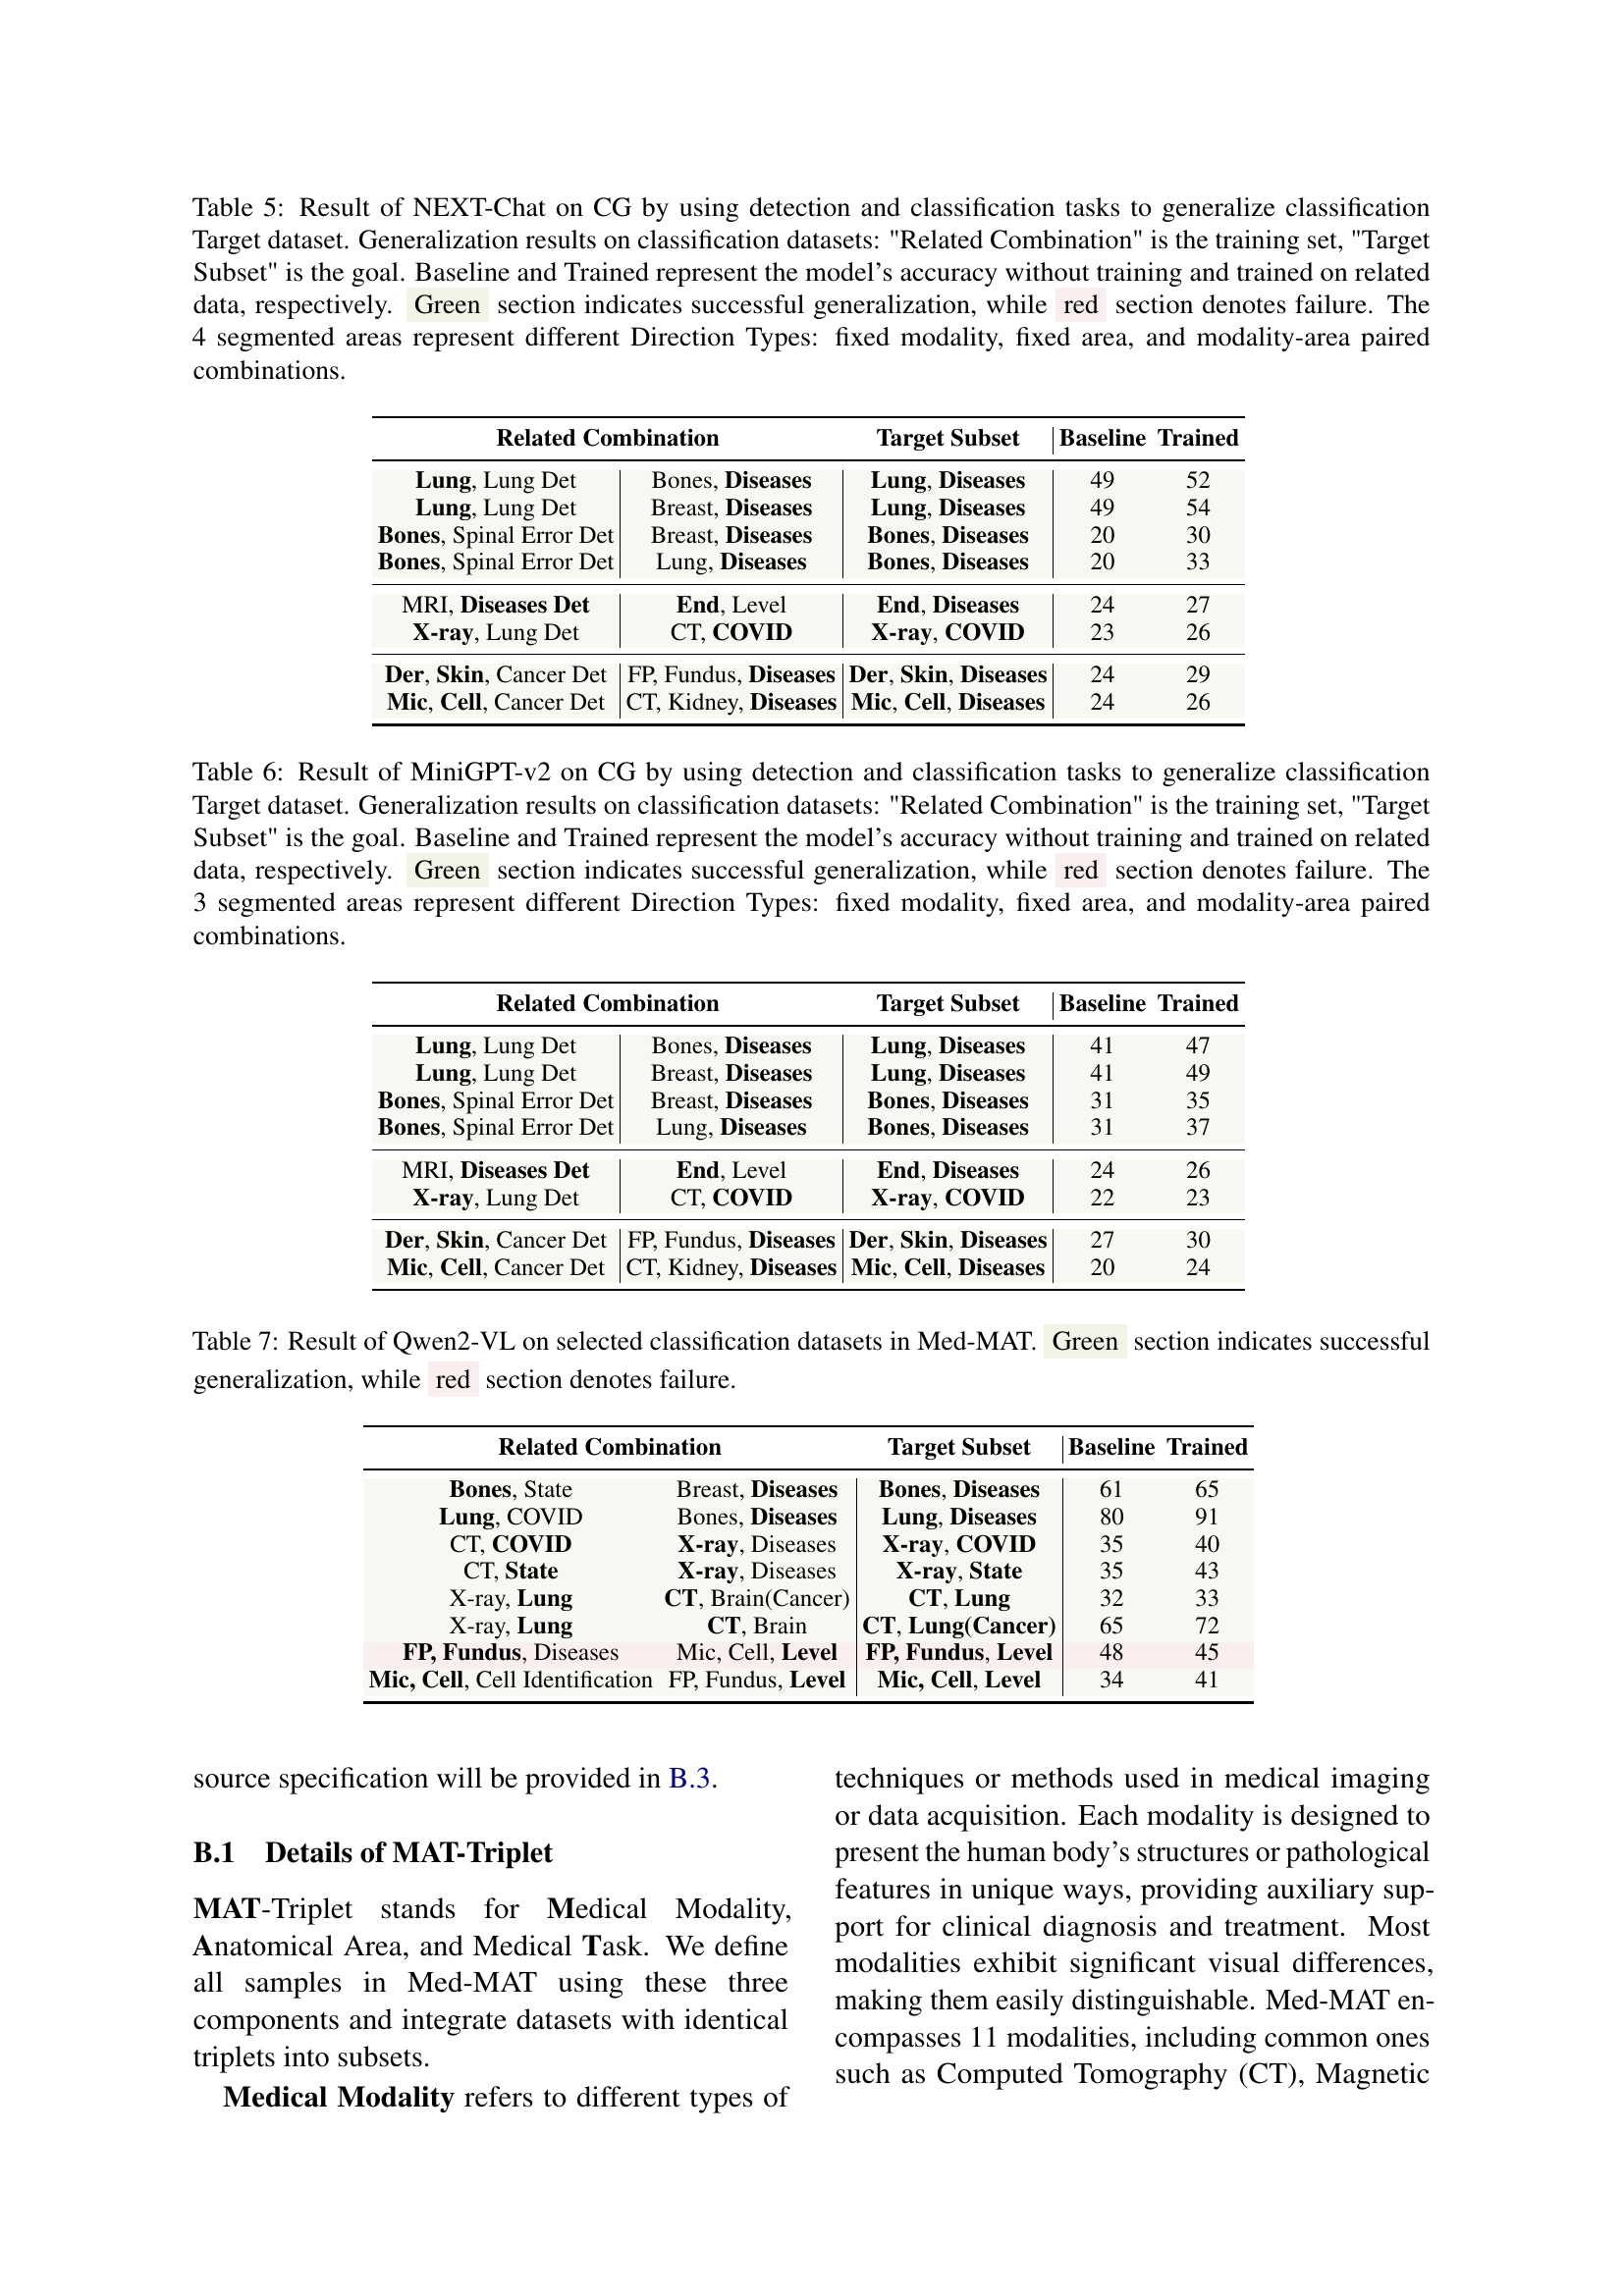 Table 5: Result of NEXT-Chat on CG by using detection and classification tasks to generalize classification
Target dataset. Generalization results on classification datasets: "Related Combination" is the training set, "Target
Subset" is the goal. Baseline and Trained represent the model's accuracy without training and trained on related
data, respectively. Green section indicates successful generalization, while red section denotes failure. The
4 segmented areas represent different Direction Types: fixed modality, fixed area, and modality-area paired
combinations.
Related Combination Target Subset Baseline Trained
Lung, Lung Det Bones, Diseases Lung, Diseases 49 52
Lung, Lung Det Breast, Diseases Lung, Diseases 49 54
Bones, Spinal Error Det Breast, Diseases Bones, Diseases 20 30
Bones, Spinal Error Det Lung, Diseases Bones, Diseases 20 33
MRI, Diseases Det End, Level End, Diseases 24 27
X-ray, Lung Det CT, COVID X-ray, COVID 23 26
Der, Skin, Cancer Det FP, Fundus, Diseases Der, Skin, Diseases 24 29
Mic, Cell, Cancer Det CT, Kidney, Diseases Mic, Cell, Diseases 24 26
Table 6: Result of MiniGPT-v2 on CG by using detection and classification tasks to generalize classification
Target dataset. Generalization results on classification datasets: "Related Combination" is the training set, "Target
Subset" is the goal. Baseline and Trained represent the model's accuracy without training and trained on related
data, respectively. Green section indicates successful generalization, while red section denotes failure. The
3 segmented areas represent different Direction Types: fixed modality, fixed area, and modality-area paired
combinations.
Related Combination Target Subset Baseline Trained
Lung, Lung Det Bones, Diseases Lung, Diseases 41 47
Lung, Lung Det Breast, Diseases Lung, Diseases 41 49
Bones, Spinal Error Det Breast, Diseases Bones, Diseases 31 35
Bones, Spinal Error Det Lung, Diseases Bones, Diseases 31 37
MRI, Diseases Det End, Level End, Diseases 24 26
X-ray, Lung Det CT, COVID X-ray, COVID 22 23
Der, Skin, Cancer Det FP, Fundus, Diseases Der, Skin, Diseases 27 30
Mic, Cell, Cancer Det CT, Kidney, Diseases Mic, Cell, Diseases 20 24
Table 7: Result of Qwen2-VL on selected classification datasets in Med-MAT. Green section indicates successful
generalization, while red section denotes failure.
Related Combination Target Subset Baseline Trained
Bones, State Breast, Diseases Bones, Diseases 61 65
Lung, COVID Bones, Diseases Lung, Diseases 80 91
CT, COVID X-ray, Diseases X-ray, COVID 35 40
CT, State X-ray, Diseases X-ray, State 35 43
X-ray, Lung CT, Brain(Cancer) CT, Lung 32 33
X-ray, Lung CT, Brain CT, Lung(Cancer) 65 72
FP, Fundus, Diseases Mic, Cell, Level FP, Fundus, Level 48 45
Mic, Cell, Cell Identification FP, Fundus, Level Mic, Cell, Level 34 41
source specification will be provided in B.3.
B.1 Details of MAT-Triplet
MAT-Triplet stands for Medical Modality,
Anatomical Area, and Medical Task. We define
all samples in Med-MAT using these three
components and integrate datasets with identical
triplets into subsets.
Medical Modality refers to different types of
techniques or methods used in medical imaging
or data acquisition. Each modality is designed to
present the human body's structures or pathological
features in unique ways, providing auxiliary sup-
port for clinical diagnosis and treatment. Most
modalities exhibit significant visual differences,
making them easily distinguishable. Med-MAT en-
compasses 11 modalities, including common ones
such as Computed Tomography (CT), Magnetic